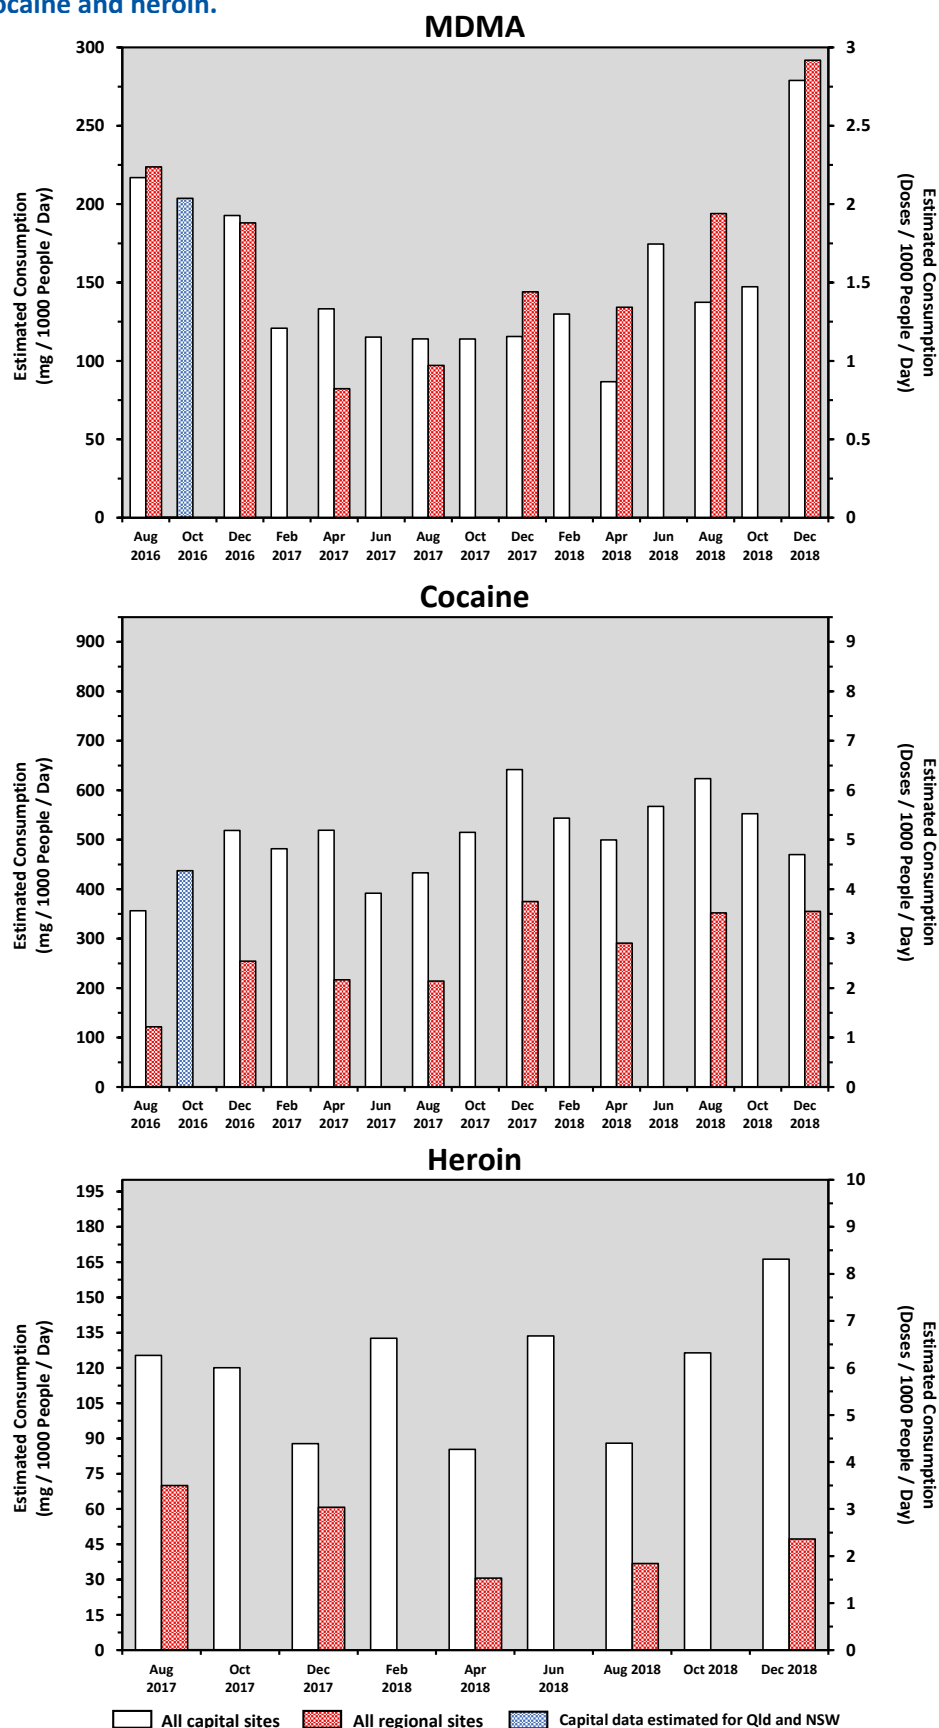 ocaine and heroin.
MDMA
300
250
200
150
100
50
0
3
2.5
2
1.5
1
0.5
0
Estimated Consumption
(mg / 1000 People / Day)
Estimated Consumption
(Doses / 1000 People / Day)
Aug Oct Dec Feb Apr Jun Aug Oct Dec Feb Apr Jun Aug Oct Dec
2016 2016 2016 2017 2017 2017 2017 2017 2017 2018 2018 2018 2018 2018 2018
Cocaine
900
800
700
600
500
400
300
200
100
0
9
8
7
6
5
4
3
2
1
0
Estimated Consumption
(mg / 1000 People / Day)
Estimated Consumption
(Doses / 1000 People / Day)
Aug Oct Dec Feb Apr Jun Aug Oct Dec Feb Apr Jun Aug Oct Dec
2016 2016 2016 2017 2017 2017 2017 2017 2017 2018 2018 2018 2018 2018 2018
Heroin
195
180
165
150
135
120
105
90
75
60
45
30
15
0
10
9
8
7
6
5
4
3
2
1
0
Estimated Consumption
(mg / 1000 People / Day)
Estimated Consumption
(Doses / 1000 People / Day)
Aug Oct Dec Feb Apr Jun Aug 2018 Oct 2018 Dec 2018
2017 2017 2017 2018 2018 2018
All capital sites All regional sites Capital data estimated for Qld and NSW